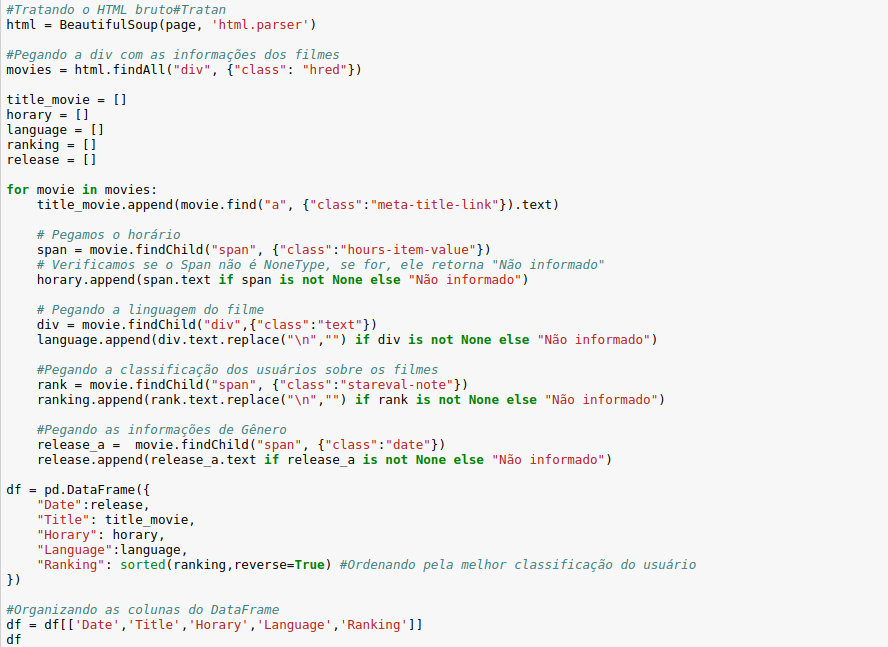 #Tratando o HTML bruto#Tratan
html = BeautifulSoup(page, 'html.parser')
#Pegando a div com as informações dos filmes
movies = html.findAll("div", {"class": "hred"})
title_movie = []
horary = []
language = []
ranking = []
release = []
for movie in movies:
    title_movie.append(movie.find("a", {"class":"meta-title-link"}).text)
    # Pegamos o horário
    span = movie.findChild("span", {"class":"hours-item-value"})
    # Verificamos se o Span não é NoneType, se for, ele retorna "Não informado"
    horary.append(span.text if span is not None else "Não informado")
    # Pegando a linguagem do filme
    div = movie.findChild("div",{"class":"text"})
    language.append(div.text.replace("\n","") if div is not None else "Não informado")
    #Pegando a classificação dos usuários sobre os filmes
    rank = movie.findChild("span", {"class":"stareval-note"})
    ranking.append(rank.text.replace("\n","") if rank is not None else "Não informado")
    #Pegando as informações de Gênero
    release_a =  movie.findChild("span", {"class":"date"})
    release.append(release_a.text if release_a is not None else "Não informado")
df = pd.DataFrame({
    "Date":release,
    "Title": title_movie,
    "Horary": horary,
    "Language":language,
    "Ranking": sorted(ranking,reverse=True) #Ordenando pela melhor classificação do usuário
})
#Organizando as colunas do DataFrame
df = df[['Date','Title','Horary','Language','Ranking']]
df